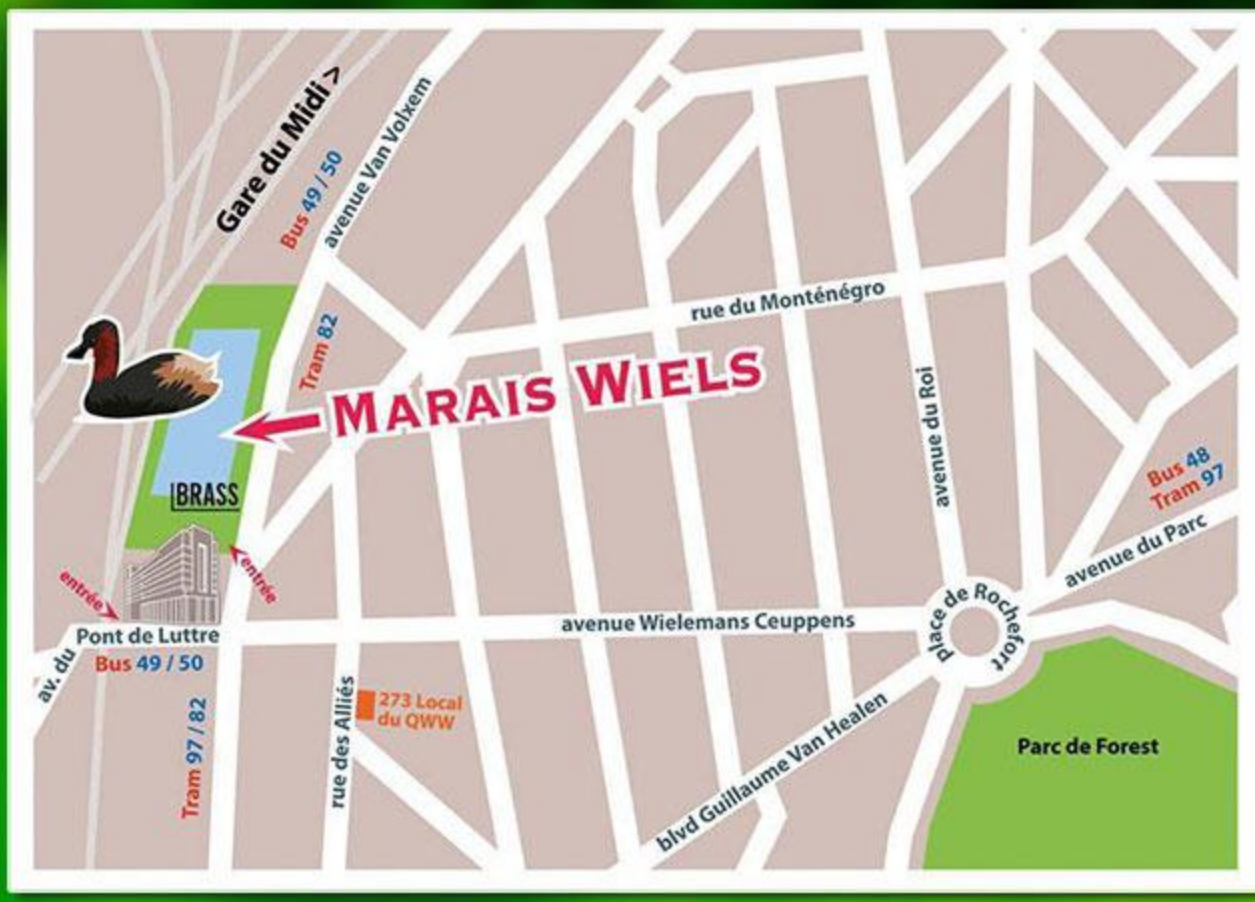 Gare du Midi >
Bus 49 / 50
avenue Van Volxem
Tram 82
rue du Monténégro
MARAIS WIELS
avenue du Roi
BRASS
Bus 48
Tram 97
avenue du Parc
entrée
entrée
place de Rochefort
avenue Wielemans Ceuppens
av. du
Pont de Luttre
Bus 49 / 50
Tram 97 / 82
rue des Alliés
273 Local
du QWW
blvd Guillaume Van Healen
Parc de Forest